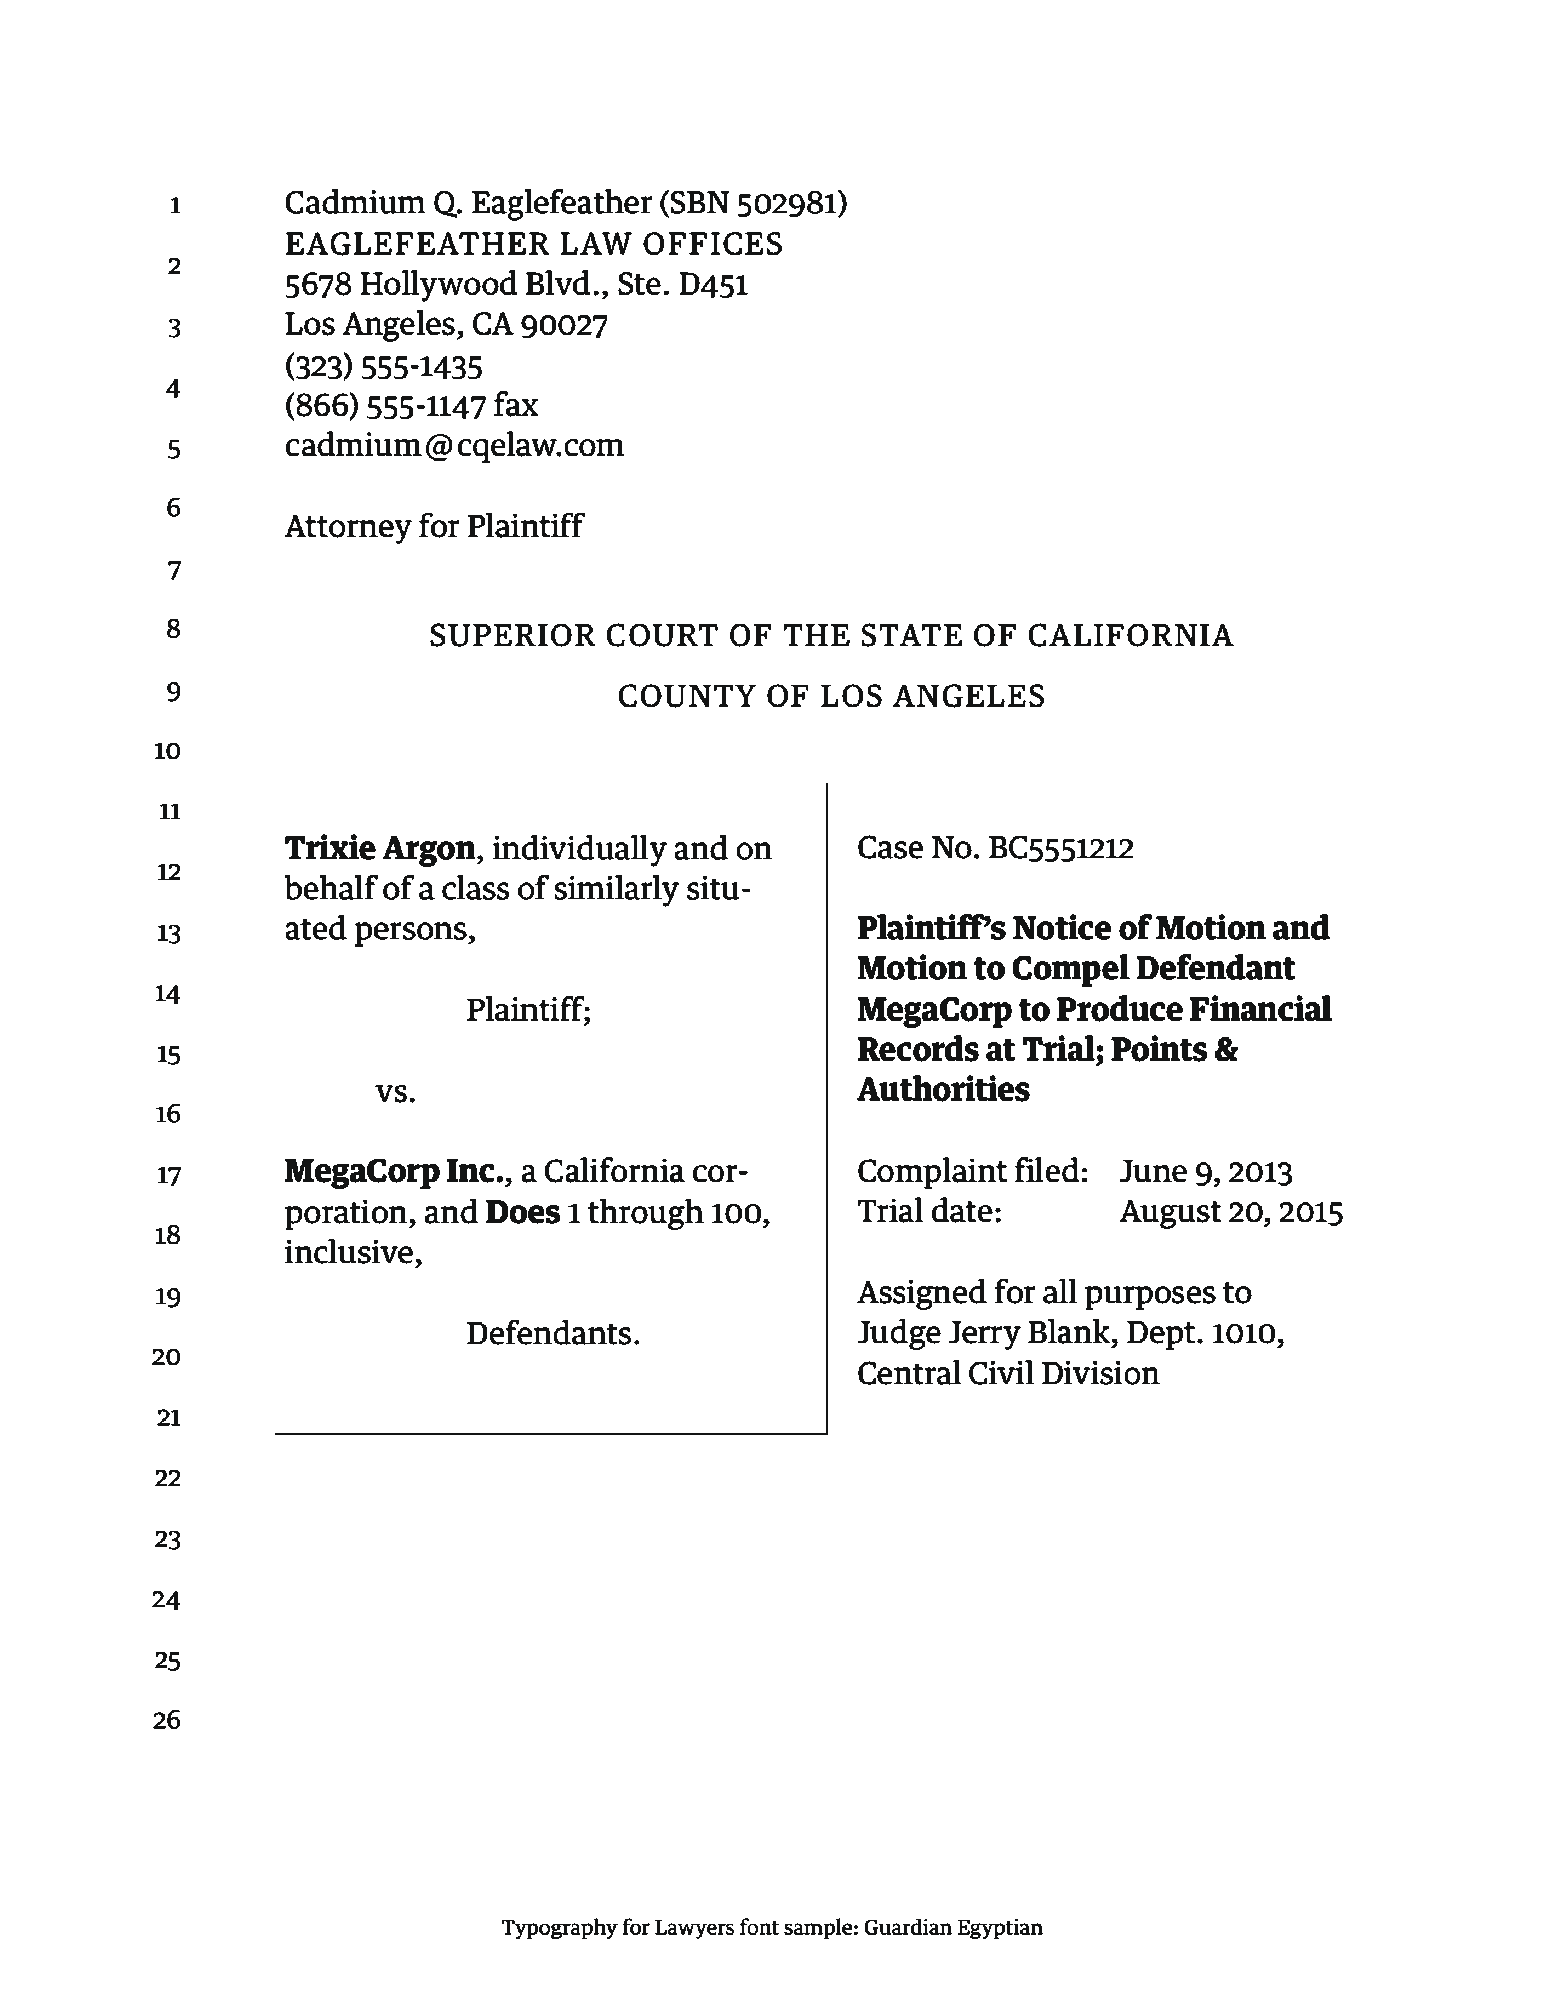 1
2
3
4
5
6
7
8
9
10
11
12
13
14
15
16
17
18
19
20
21
22
23
24
25
26
Cadmium Q. Eaglefeather (SBN 502981)
EAGLEFEATHER LAW OFFICES
5678 Hollywood Blvd., Ste. D451
Los Angeles, CA 90027
(323) 555-1435
(866) 555-1147 fax
cadmium@cqelaw.com
Attorney for Plaintiff
SUPERIOR COURT OF THE STATE OF CALIFORNIA
COUNTY OF LOS ANGELES
Trixie Argon, individually and on
behalf of a class of similarly situ-
ated persons,
Plaintiff;
vs.
MegaCorp Inc., a California cor-
poration, and Does 1 through 100,
inclusive,
Defendants.
Case No. BC5551212
Plaintiff’s Notice of Motion and
Motion to Compel Defendant
MegaCorp to Produce Financial
Records at Trial; Points &
Authorities
Complaint filed: June 9, 2013
Trial date: August 20, 2015
Assigned for all purposes to
Judge Jerry Blank, Dept. 1010,
Central Civil Division
Typography for Lawyers font sample: Guardian Egyptian